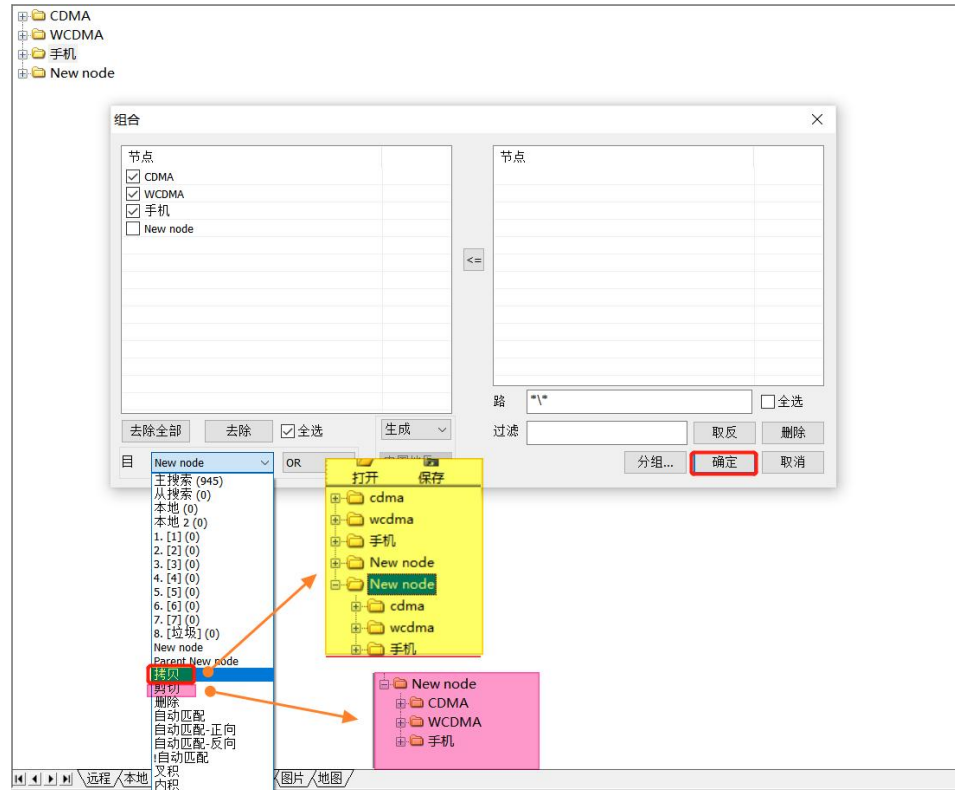 CDMA
WCDMA
手机
New node
组合
节点
CDMA
WCDMA
手机
New node
<=
节点
路 "\"
全选
去除全部 去除 全选 生成
过滤 取反 删除
目 New node OR
分组... 确定 取消
主搜索 (945)
从搜索 (0)
本地 (0)
本地 2 (0)
1. [1] (0)
2. [2] (0)
3. [3] (0)
4. [4] (0)
5. [5] (0)
6. [6] (0)
7. [7] (0)
8. [垃圾] (0)
New node
Parent New node
拷贝
剪切
删除
自动匹配
自动匹配-正向
自动匹配-反向
!自动匹配
叉积
内积
打开 保存
cdma
wcdma
手机
New node
New node
cdma
wcdma
手机
New node
CDMA
WCDMA
手机
远程 本地 图片 地图